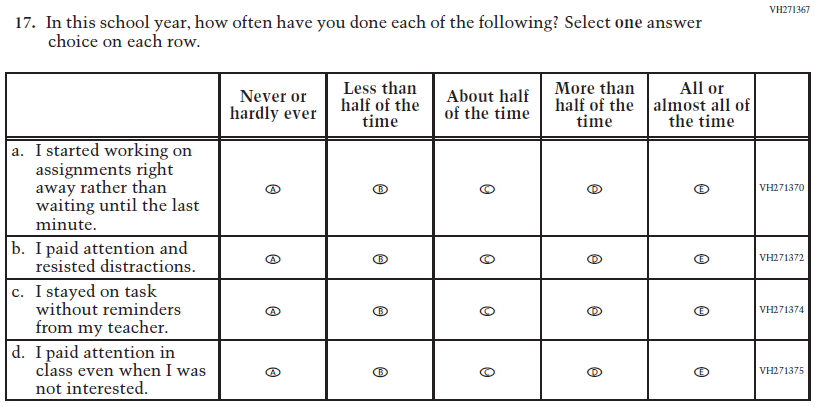 VH271367
17. In this school year, how often have you done each of the following? Select one answer
choice on each row.
Never or
hardly ever
Less than
half of the
time
About half
of the time
More than
half of the
time
All or
almost all of
the time
a. I started working on
assignments right
away rather than
waiting until the last
minute.
A B C D E VH271370
b. I paid attention and
resisted distractions.
A B C D E VH271372
c. I stayed on task
without reminders
from my teacher.
A B C D E VH271374
d. I paid attention in
class even when I was
not interested.
A B C D E VH271375